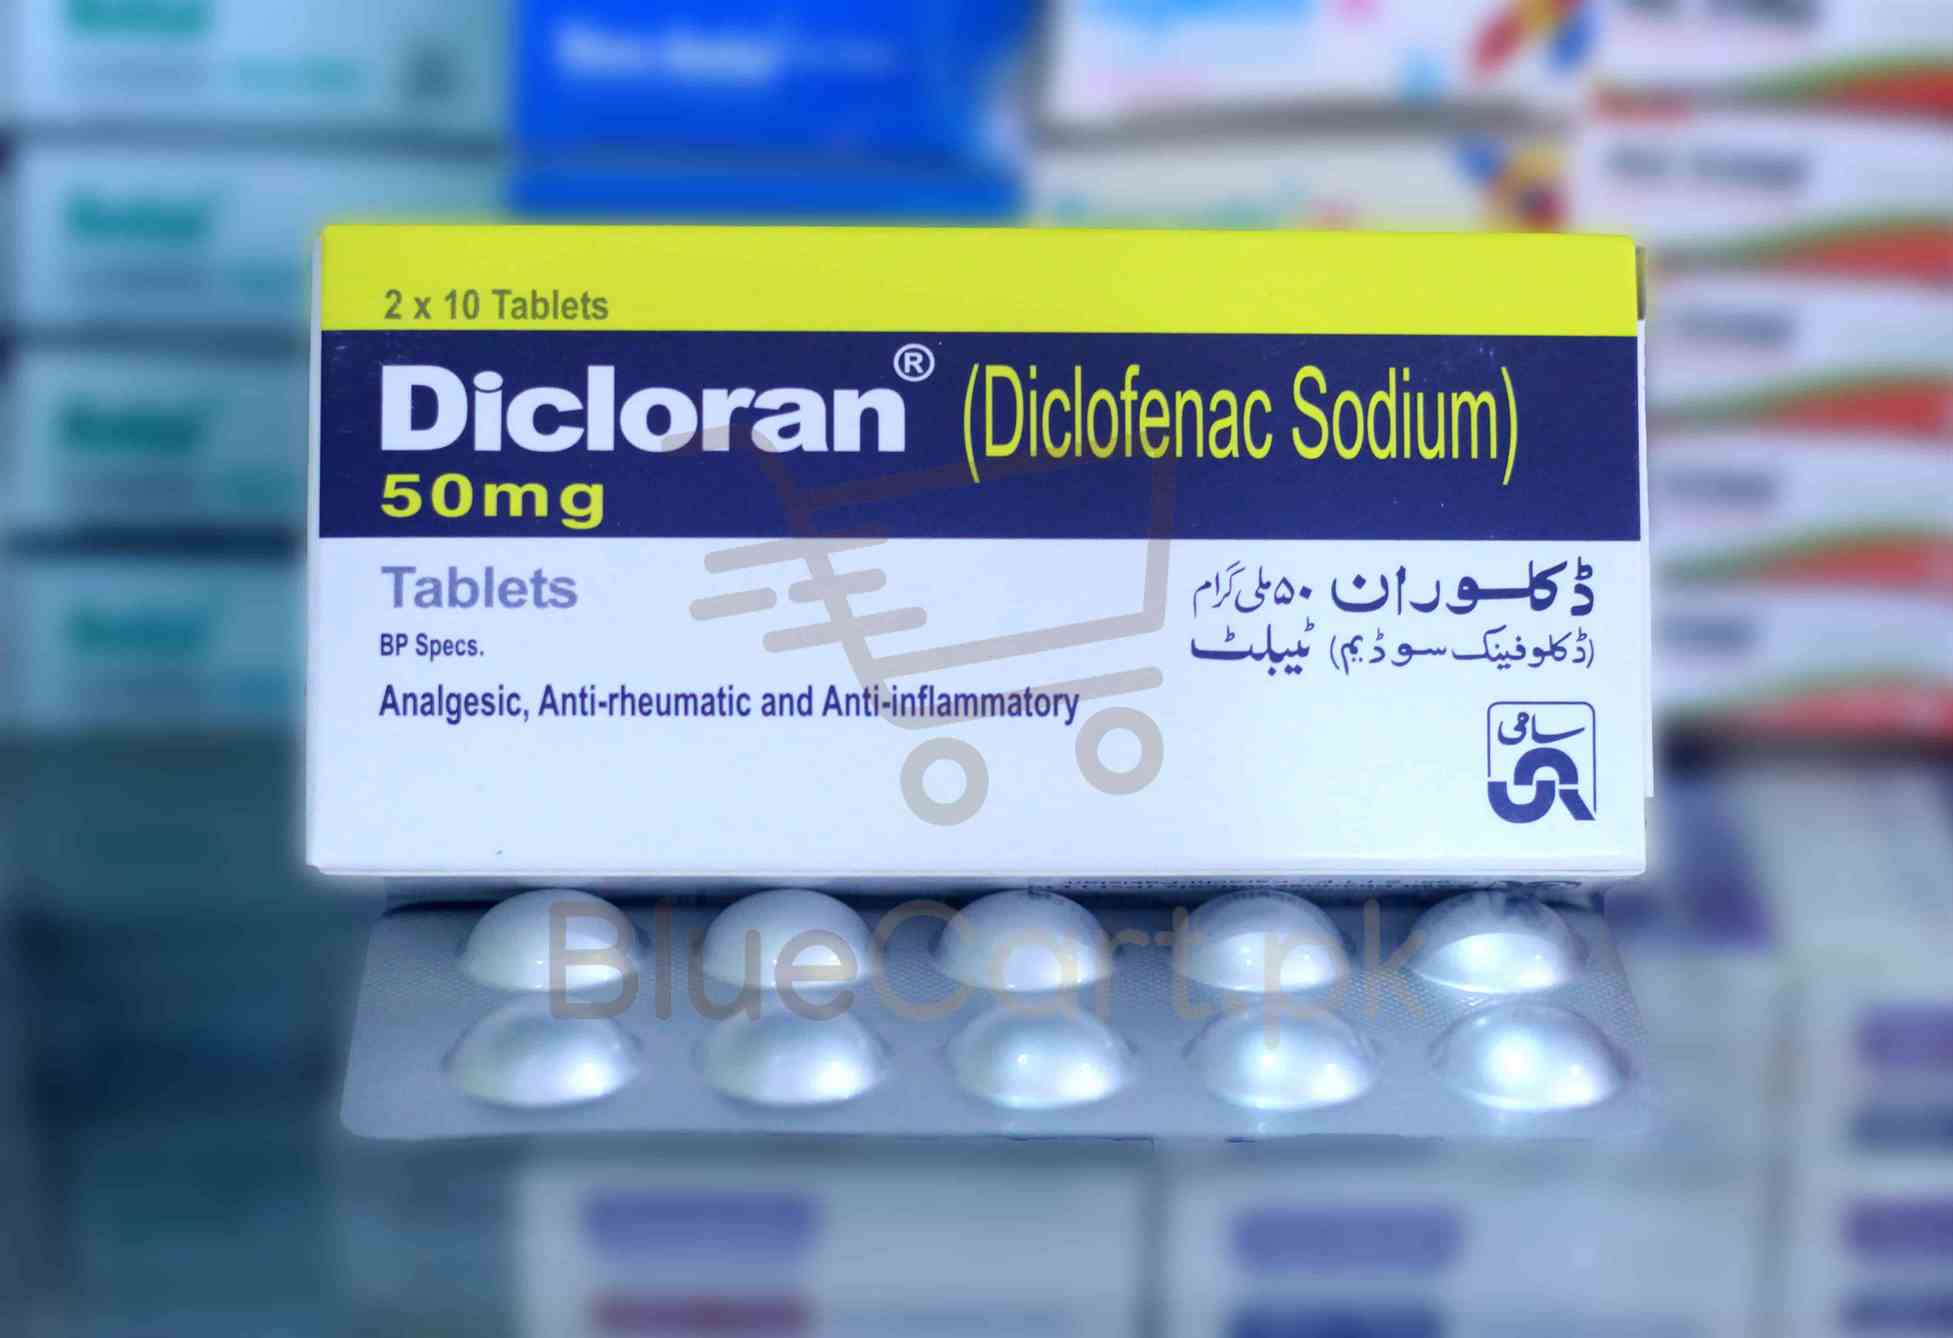 2 x 10 Tablets
Dicloran® (Diclofenac Sodium)
50mg
Tablets
BP Specs.
Analgesic, Anti-rheumatic and Anti-inflammatory
ڈکلوران ۵۰ ملی گرام
(ڈکلوفینک سوڈیم) ٹیبلٹ
سامی
BlueCart.pk